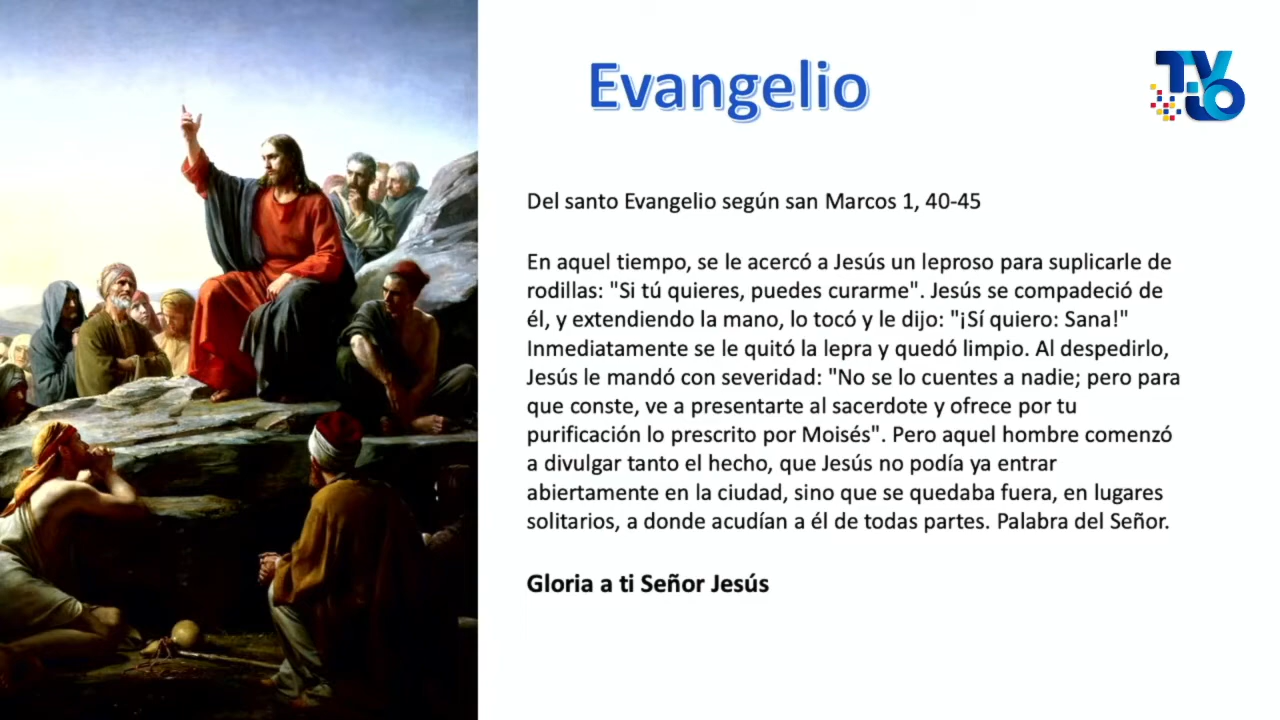 Evangelio
TVJO
Del santo Evangelio según san Marcos 1, 40-45
En aquel tiempo, se le acercó a Jesús un leproso para suplicarle de
rodillas: "Si tú quieres, puedes curarme". Jesús se compadeció de
él, y extendiendo la mano, lo tocó y le dijo: "¡Sí quiero: Sana!"
Inmediatamente se le quitó la lepra y quedó limpio. Al despedirlo,
Jesús le mandó con severidad: "No se lo cuentes a nadie; pero para
que conste, ve a presentarte al sacerdote y ofrece por tu
purificación lo prescrito por Moisés". Pero aquel hombre comenzó
a divulgar tanto el hecho, que Jesús no podía ya entrar
abiertamente en la ciudad, sino que se quedaba fuera, en lugares
solitarios, a donde acudían a él de todas partes. Palabra del Señor.
Gloria a ti Señor Jesús